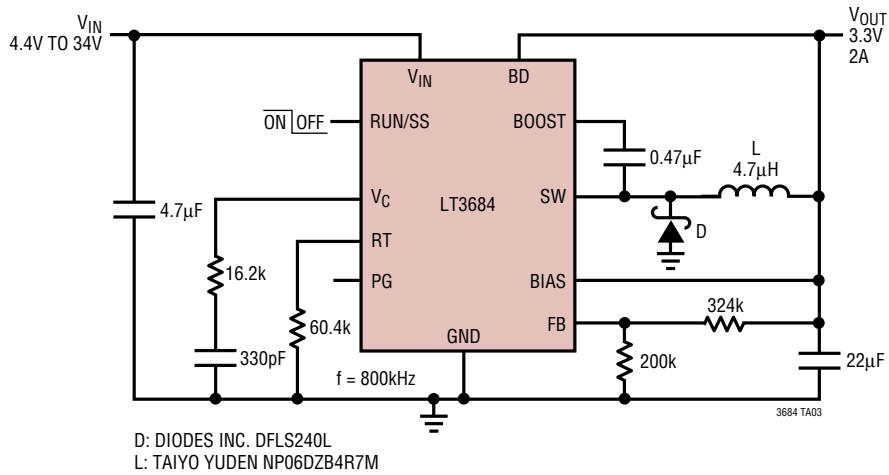 VIN
4.4V TO 34V
VOUT
3.3V
2A
VIN
BD
ON OFF
RUN/SS
BOOST
0.47µF
L
4.7µH
4.7µF
VC
LT3684
SW
D
RT
16.2k
PG
BIAS
324k
60.4k
FB
GND
330pF
f = 800kHz
200k
22µF
3684 TA03
D: DIODES INC. DFLS240L
L: TAIYO YUDEN NP06DZB4R7M